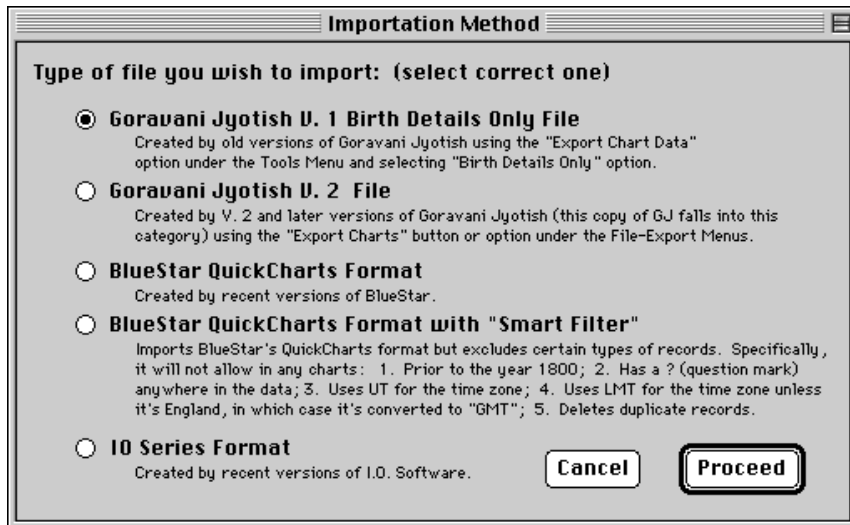 Importation Method
Type of file you wish to import: (select correct one)
Goravani Jyotish V. 1 Birth Details Only File
Created by old versions of Goravani Jyotish using the "Export Chart Data"
option under the Tools Menu and selecting "Birth Details Only" option.
Goravani Jyotish V. 2 File
Created by V. 2 and later versions of Goravani Jyotish (this copy of GJ falls into this
category) using the "Export Charts" button or option under the File-Export Menus.
BlueStar QuickCharts Format
Created by recent versions of BlueStar.
BlueStar QuickCharts Format with "Smart Filter"
Imports BlueStar's QuickCharts format but excludes certain types of records. Specifically,
it will not allow in any charts: 1. Prior to the year 1800; 2. Has a ? (question mark)
anywhere in the data; 3. Uses UT for the time zone; 4. Uses LMT for the time zone unless
it's England, in which case it's converted to "GMT"; 5. Deletes duplicate records.
IO Series Format
Created by recent versions of I.O. Software.
Cancel
Proceed